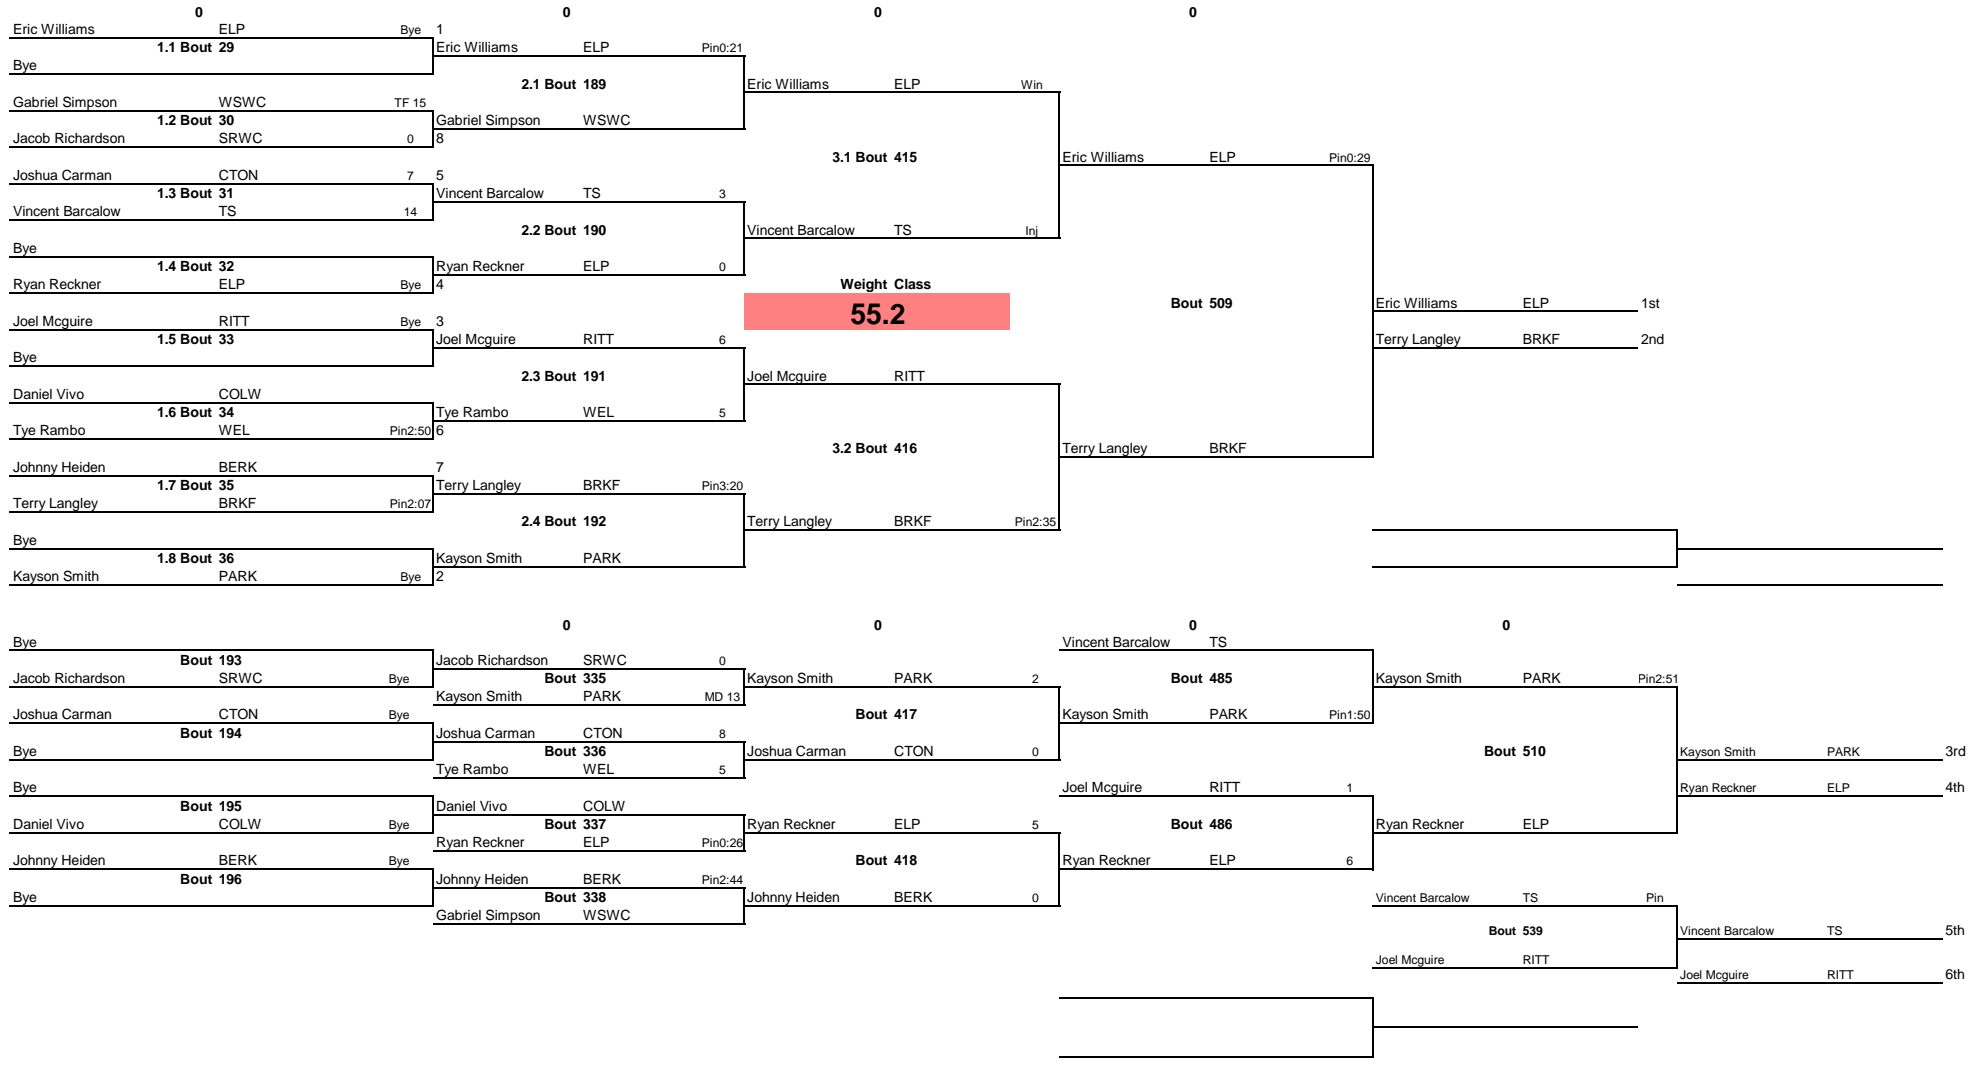 0 0 0 0
Eric Williams ELP Bye 1
1.1 Bout 29 Eric Williams ELP Pin0:21
Bye
2.1 Bout 189 Eric Williams ELP Win
Gabriel Simpson WSWC TF 15
1.2 Bout 30 Gabriel Simpson WSWC
Jacob Richardson SRWC 0 8
3.1 Bout 415 Eric Williams ELP Pin0:29
Joshua Carman CTON 7 5
1.3 Bout 31 Vincent Barcalow TS 3
Vincent Barcalow TS 14
2.2 Bout 190 Vincent Barcalow TS Inj
Bye
1.4 Bout 32 Ryan Reckner ELP 0
Ryan Reckner ELP Bye 4 Weight Class
Bout 509 Eric Williams ELP 1st
55.2
Joel Mcguire RITT Bye 3
1.5 Bout 33 Joel Mcguire RITT 6 Terry Langley BRKF 2nd
Bye
2.3 Bout 191 Joel Mcguire RITT
Daniel Vivo COLW
1.6 Bout 34 Tye Rambo WEL 5
Tye Rambo WEL Pin2:50 6
3.2 Bout 416 Terry Langley BRKF
Johnny Heiden BERK 7
1.7 Bout 35 Terry Langley BRKF Pin3:20
Terry Langley BRKF Pin2:07
2.4 Bout 192 Terry Langley BRKF Pin2:35
Bye
1.8 Bout 36 Kayson Smith PARK
Kayson Smith PARK Bye 2
0 0 0 0
Bye Vincent Barcalow TS
Bout 193 Jacob Richardson SRWC 0
Jacob Richardson SRWC Bye Bout 335 Kayson Smith PARK 2 Bout 485 Kayson Smith PARK Pin2:51
Kayson Smith PARK MD 13
Joshua Carman CTON Bye Bout 417 Kayson Smith PARK Pin1:50
Bout 194 Joshua Carman CTON 8
Bye Bout 336 Joshua Carman CTON 0 Bout 510 Kayson Smith PARK 3rd
Tye Rambo WEL 5
Bye Joel Mcguire RITT 1 Ryan Reckner ELP 4th
Bout 195 Daniel Vivo COLW
Daniel Vivo COLW Bye Bout 337 Ryan Reckner ELP 5 Bout 486 Ryan Reckner ELP
Ryan Reckner ELP Pin0:26
Johnny Heiden BERK Bye Bout 418 Ryan Reckner ELP 6
Bout 196 Johnny Heiden BERK Pin2:44
Bye Bout 338 Johnny Heiden BERK 0 Vincent Barcalow TS Pin
Gabriel Simpson WSWC
Bout 539 Vincent Barcalow TS 5th
Joel Mcguire RITT
Joel Mcguire RITT 6th